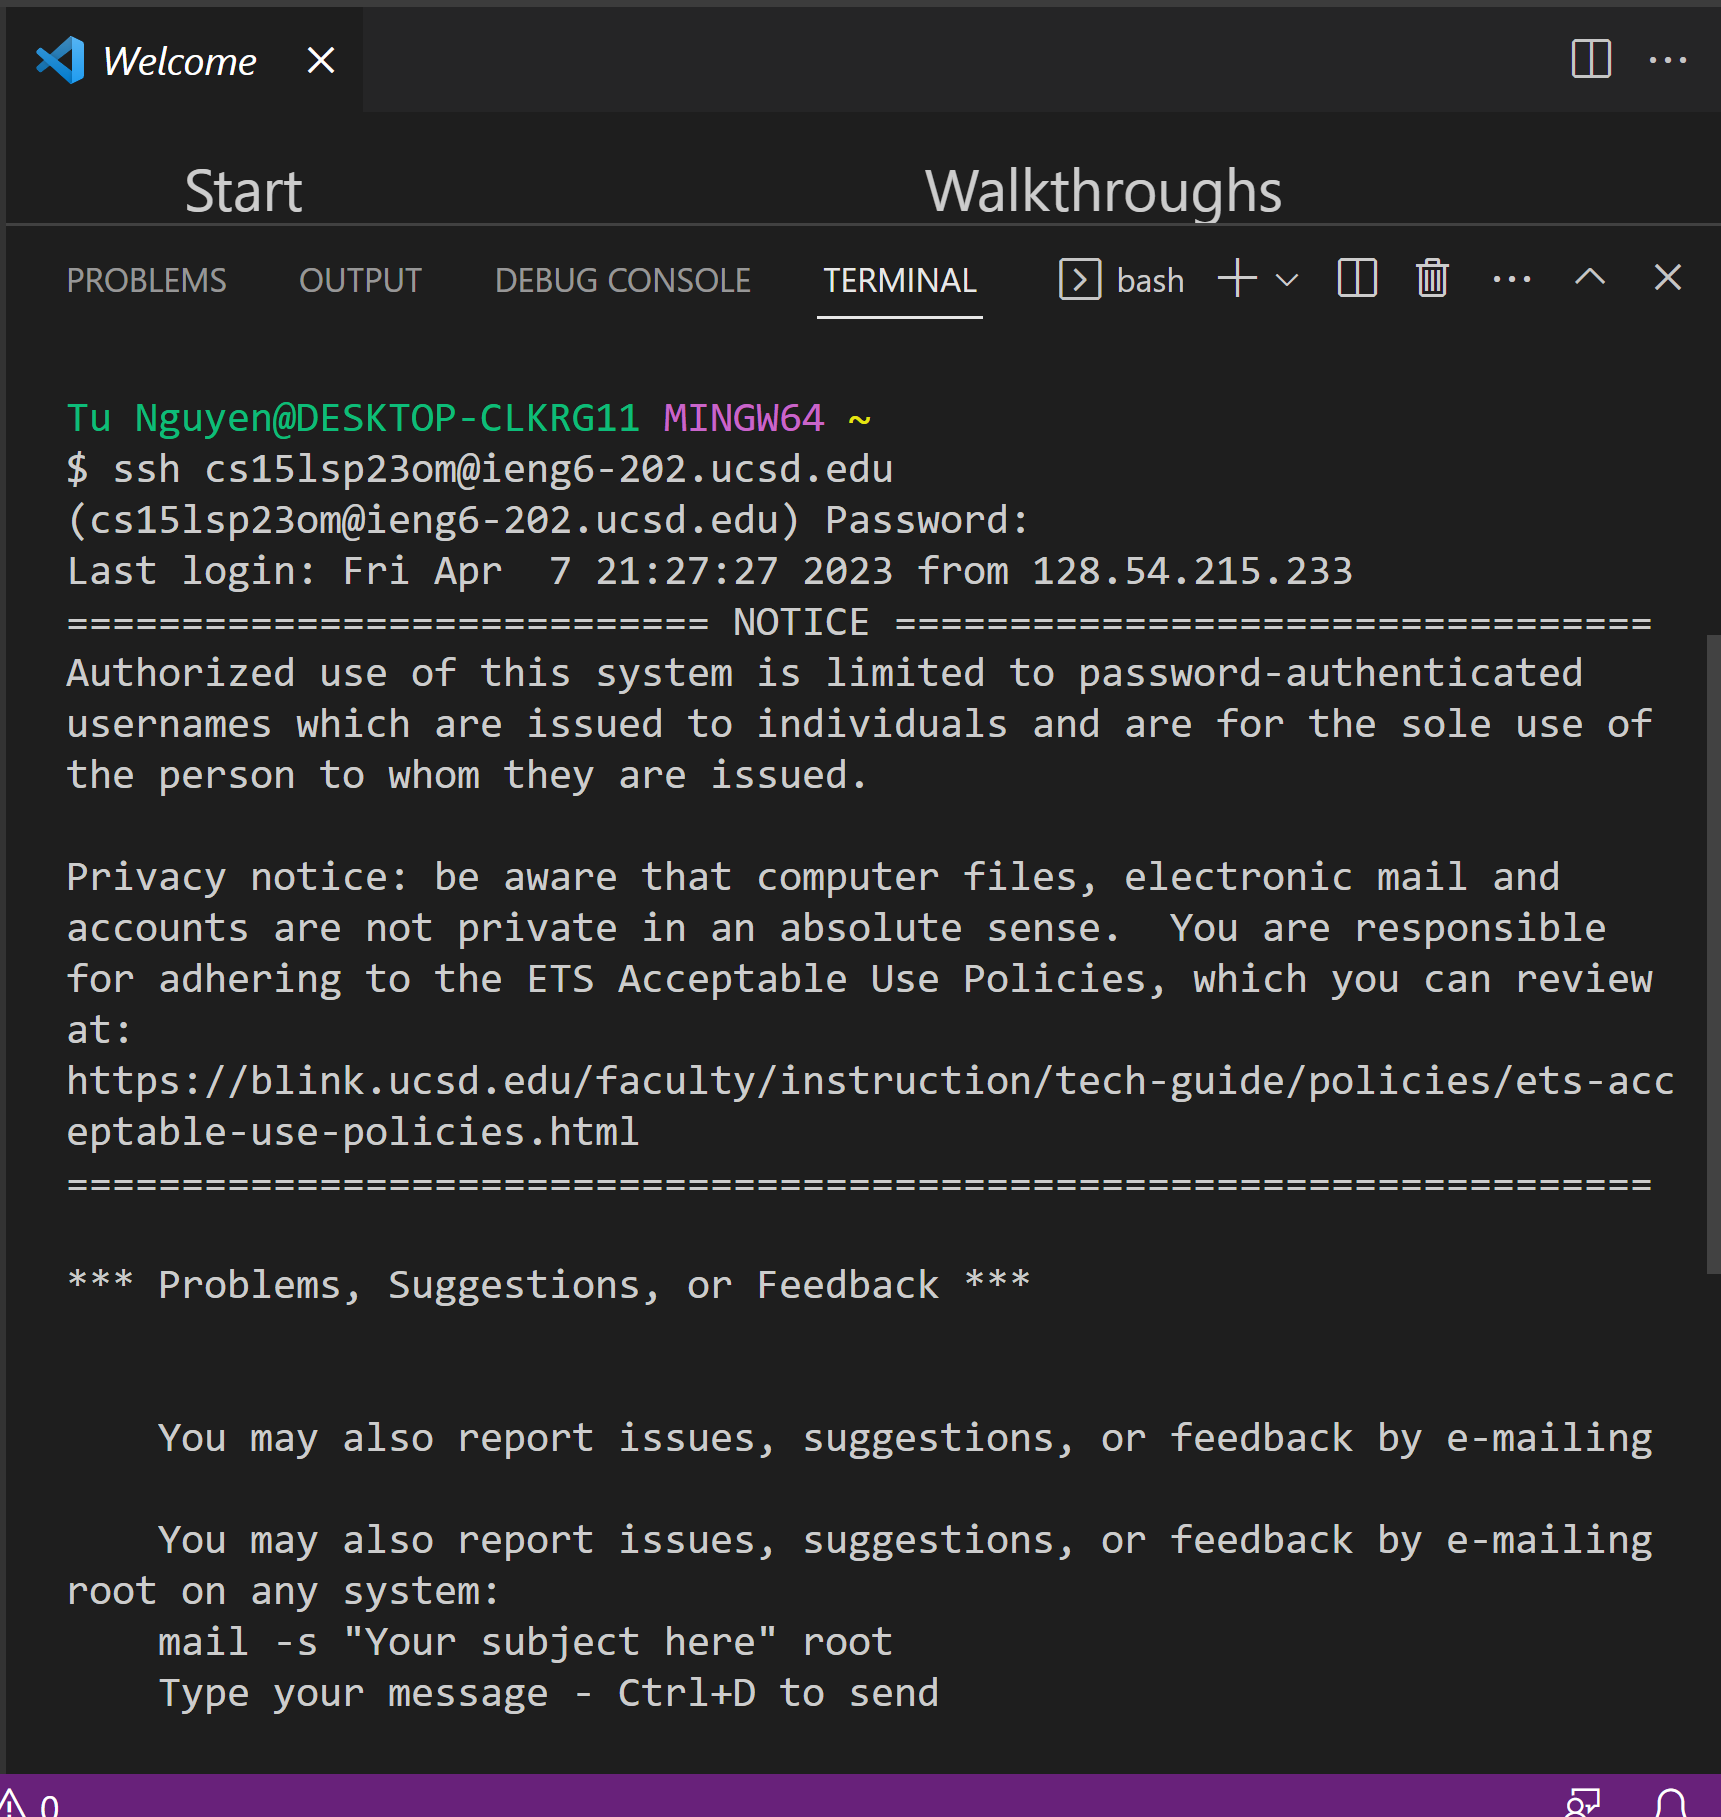 Welcome
Start Walkthroughs
PROBLEMS OUTPUT DEBUG CONSOLE TERMINAL bash
Tu Nguyen@DESKTOP-CLKRG11 MINGW64 ~
$ ssh cs15lsp23om@ieng6-202.ucsd.edu
(cs15lsp23om@ieng6-202.ucsd.edu) Password:
Last login: Fri Apr  7 21:27:27 2023 from 128.54.215.233
============================ NOTICE =================================
Authorized use of this system is limited to password-authenticated
usernames which are issued to individuals and are for the sole use of
the person to whom they are issued.
Privacy notice: be aware that computer files, electronic mail and
accounts are not private in an absolute sense.  You are responsible
for adhering to the ETS Acceptable Use Policies, which you can review
at:
https://blink.ucsd.edu/faculty/instruction/tech-guide/policies/ets-acc
eptable-use-policies.html
=====================================================================
*** Problems, Suggestions, or Feedback ***
You may also report issues, suggestions, or feedback by e-mailing
You may also report issues, suggestions, or feedback by e-mailing
root on any system:
mail -s "Your subject here" root
Type your message - Ctrl+D to send
0